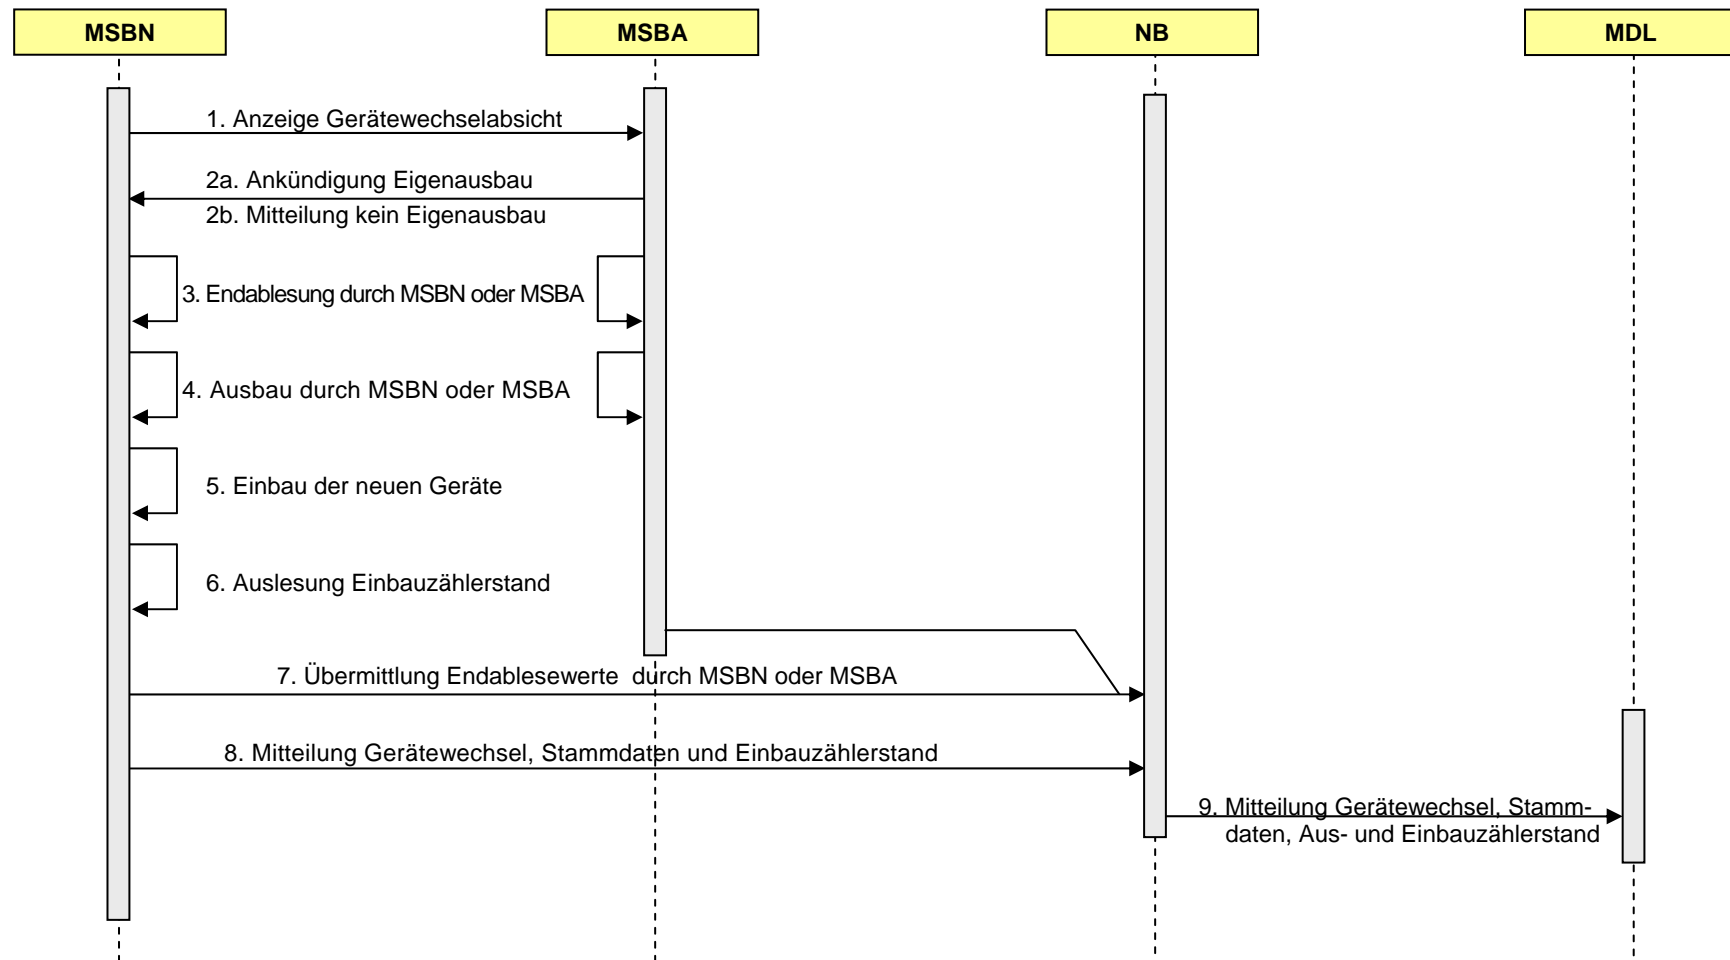 MSBN
MSBA
NB
MDL
1. Anzeige Gerätewechselabsicht
2a. Ankündigung Eigenausbau
2b. Mitteilung kein Eigenausbau
3. Endablesung durch MSBN oder MSBA
4. Ausbau durch MSBN oder MSBA
5. Einbau der neuen Geräte
6. Auslesung Einbauzählerstand
7. Übermittlung Endablesewerte durch MSBN oder MSBA
8. Mitteilung Gerätewechsel, Stammdaten und Einbauzählerstand
9. Mitteilung Gerätewechsel, Stamm-
daten, Aus- und Einbauzählerstand